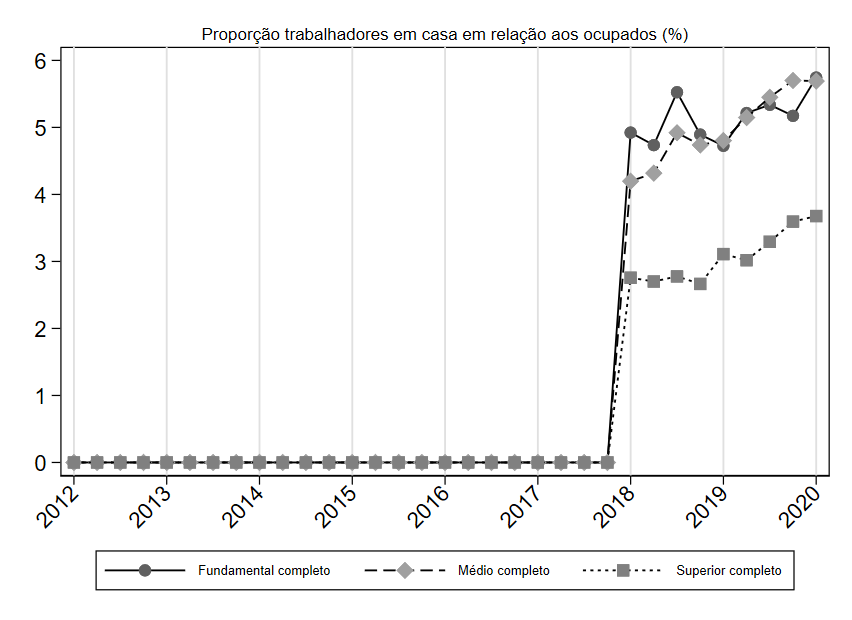 Proporção trabalhadores em casa em relação aos ocupados (%)
6
5
4
3
2
1
0
2012 2013 2014 2015 2016 2017 2018 2019 2020
Fundamental completo Médio completo Superior completo